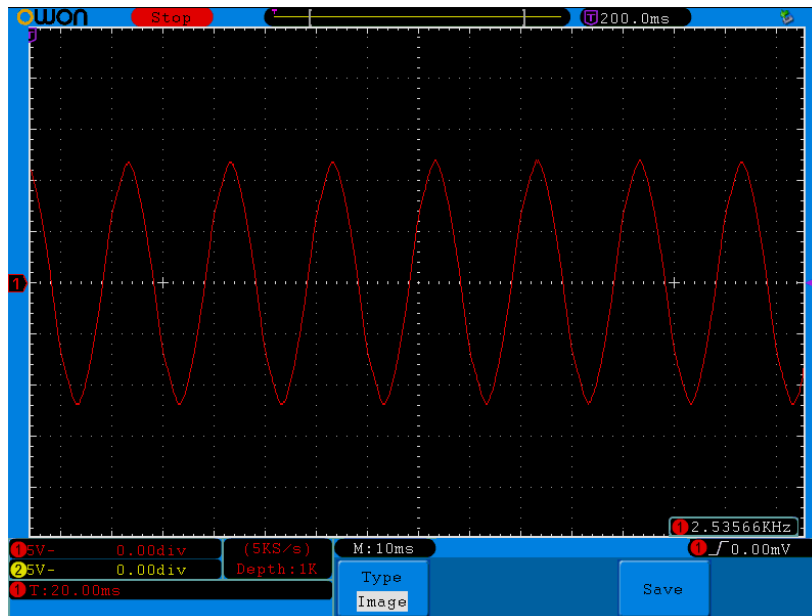 OWON Stop T 200.0ms
T
1
1 2.53566KHz
1 5V~ 0.00div (5KS/s) M:10ms 1 0.00mV
2 5V~ 0.00div Depth:1K
1 T:20.00ms
Type
Image
Save